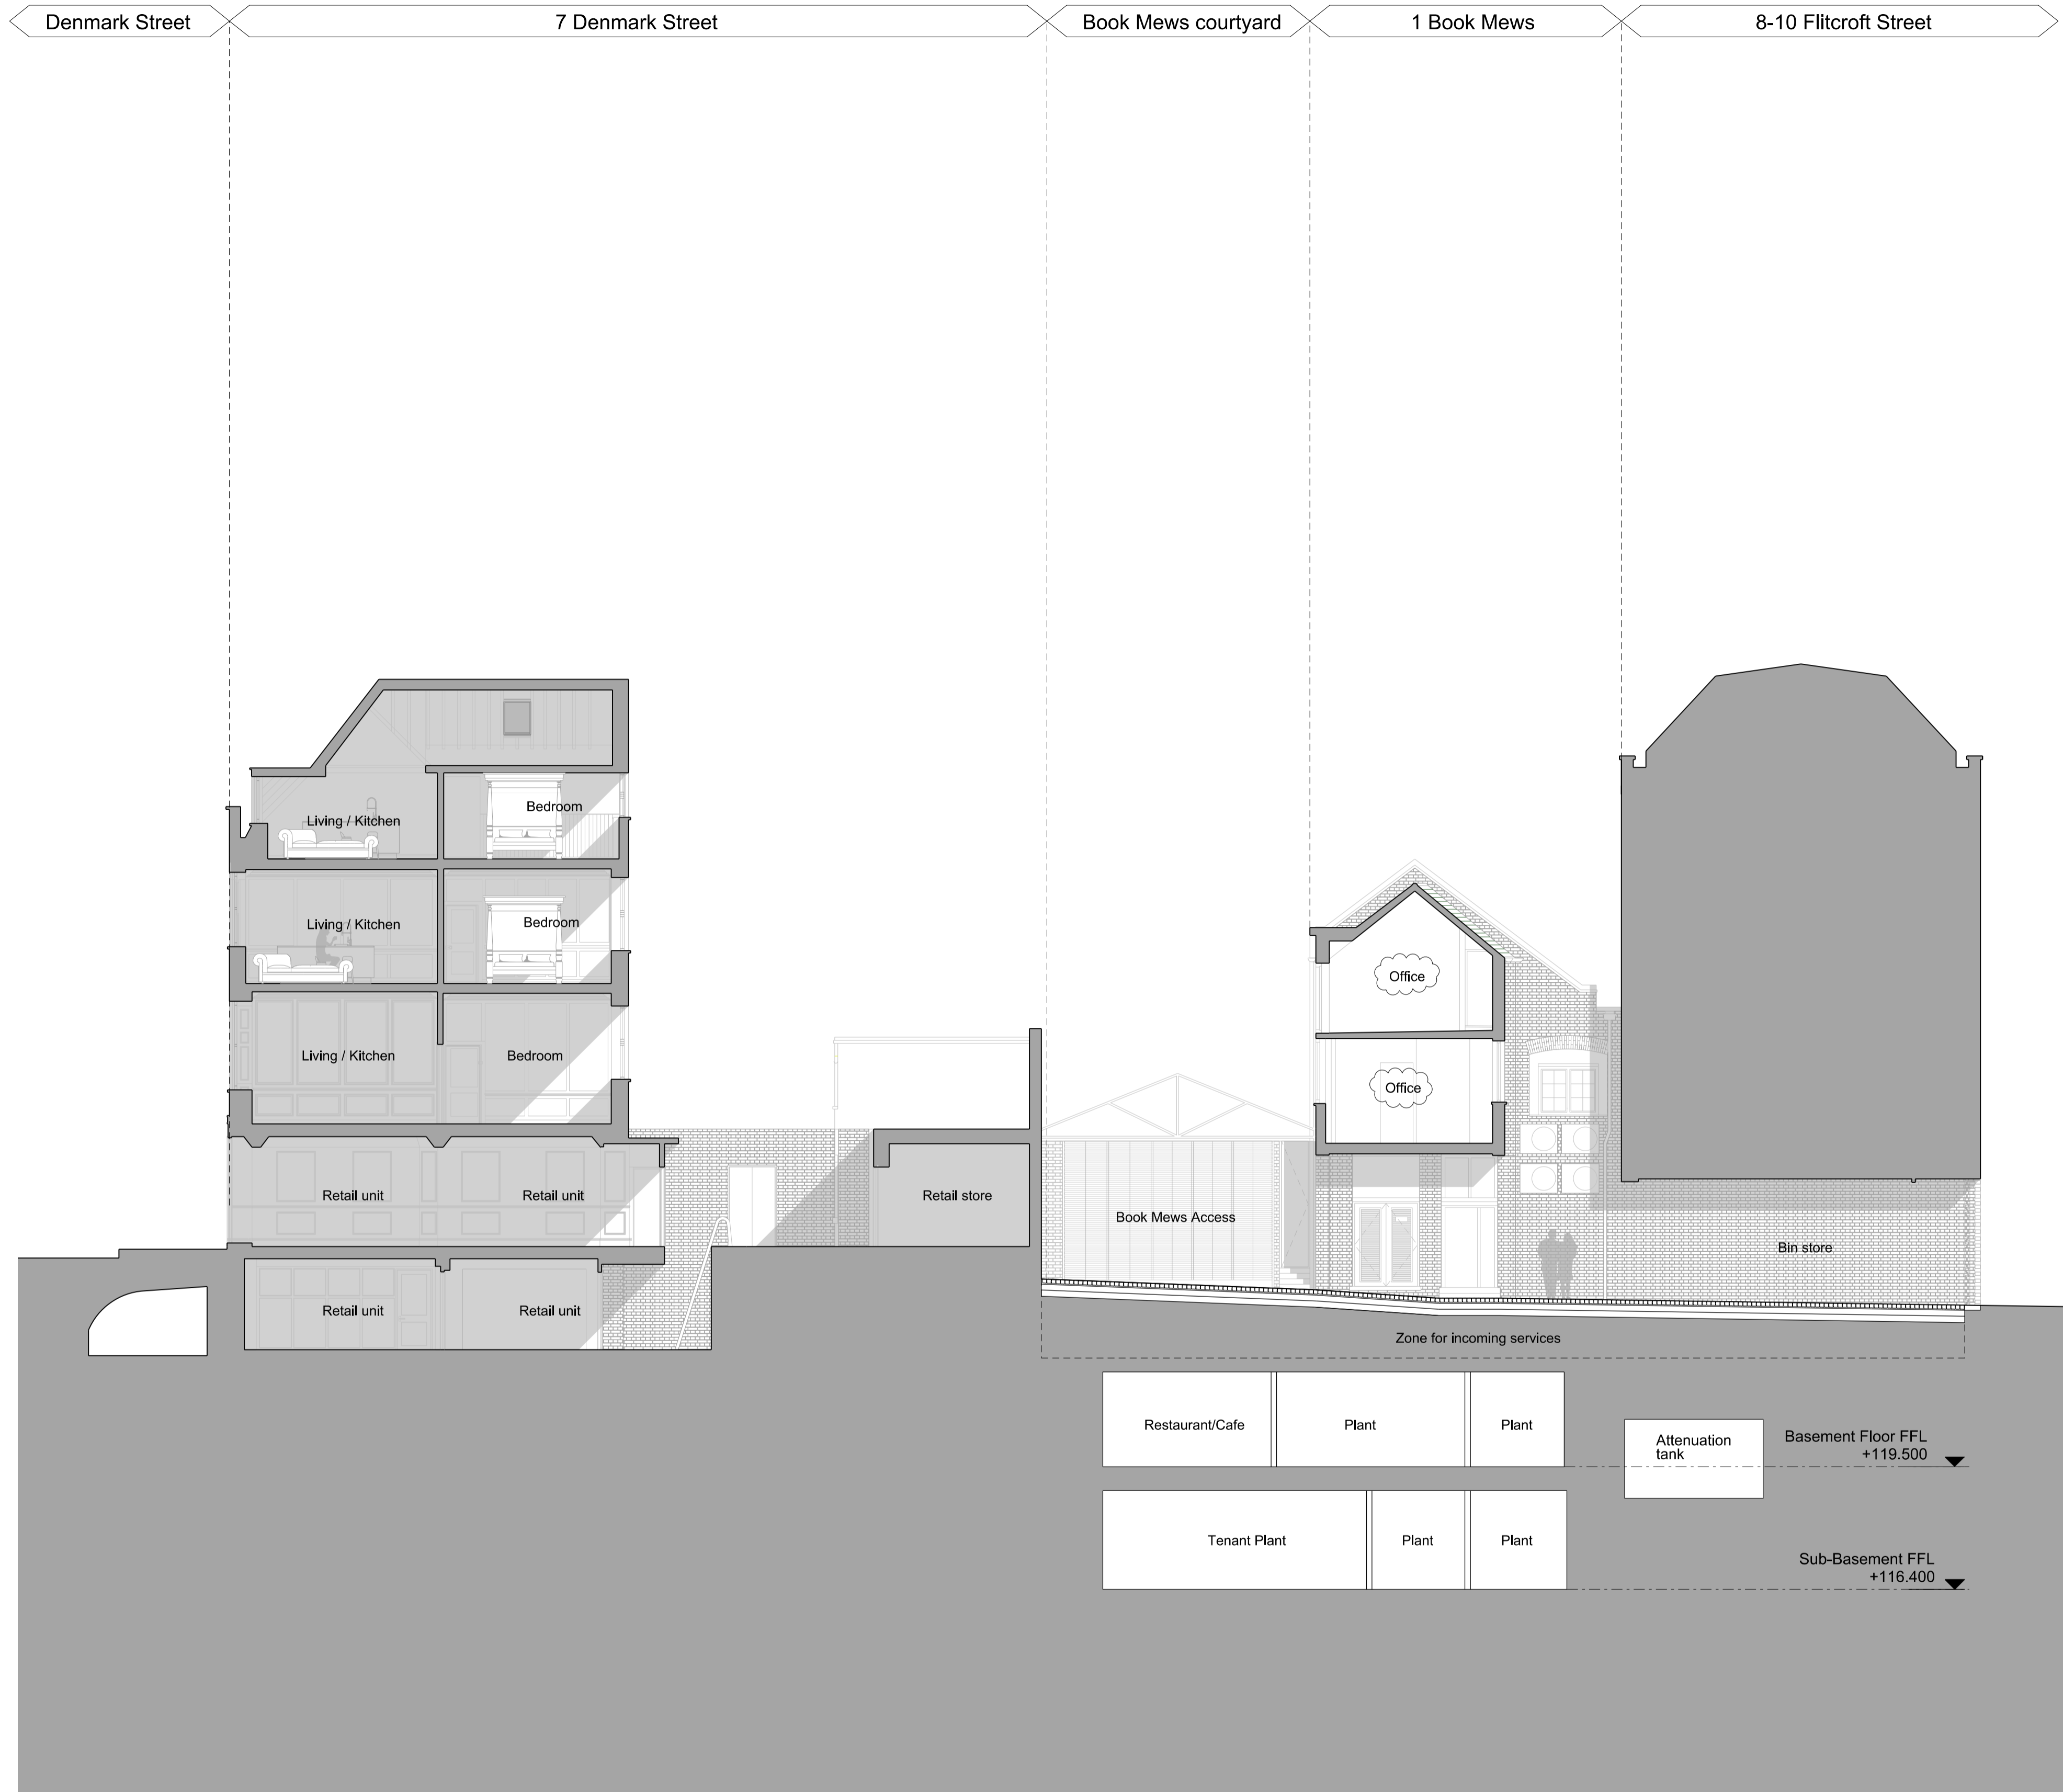 Denmark Street
7 Denmark Street
Book Mews courtyard
1 Book Mews
8-10 Flitcroft Street
Living / Kitchen
Bedroom
Living / Kitchen
Bedroom
Living / Kitchen
Bedroom
Office
Office
Retail unit
Retail unit
Retail store
Book Mews Access
Bin store
Retail unit
Retail unit
Zone for incoming services
Restaurant/Cafe
Plant
Plant
Attenuation
tank
Basement Floor FFL
+119.500
Tenant Plant
Plant
Plant
Sub-Basement FFL
+116.400